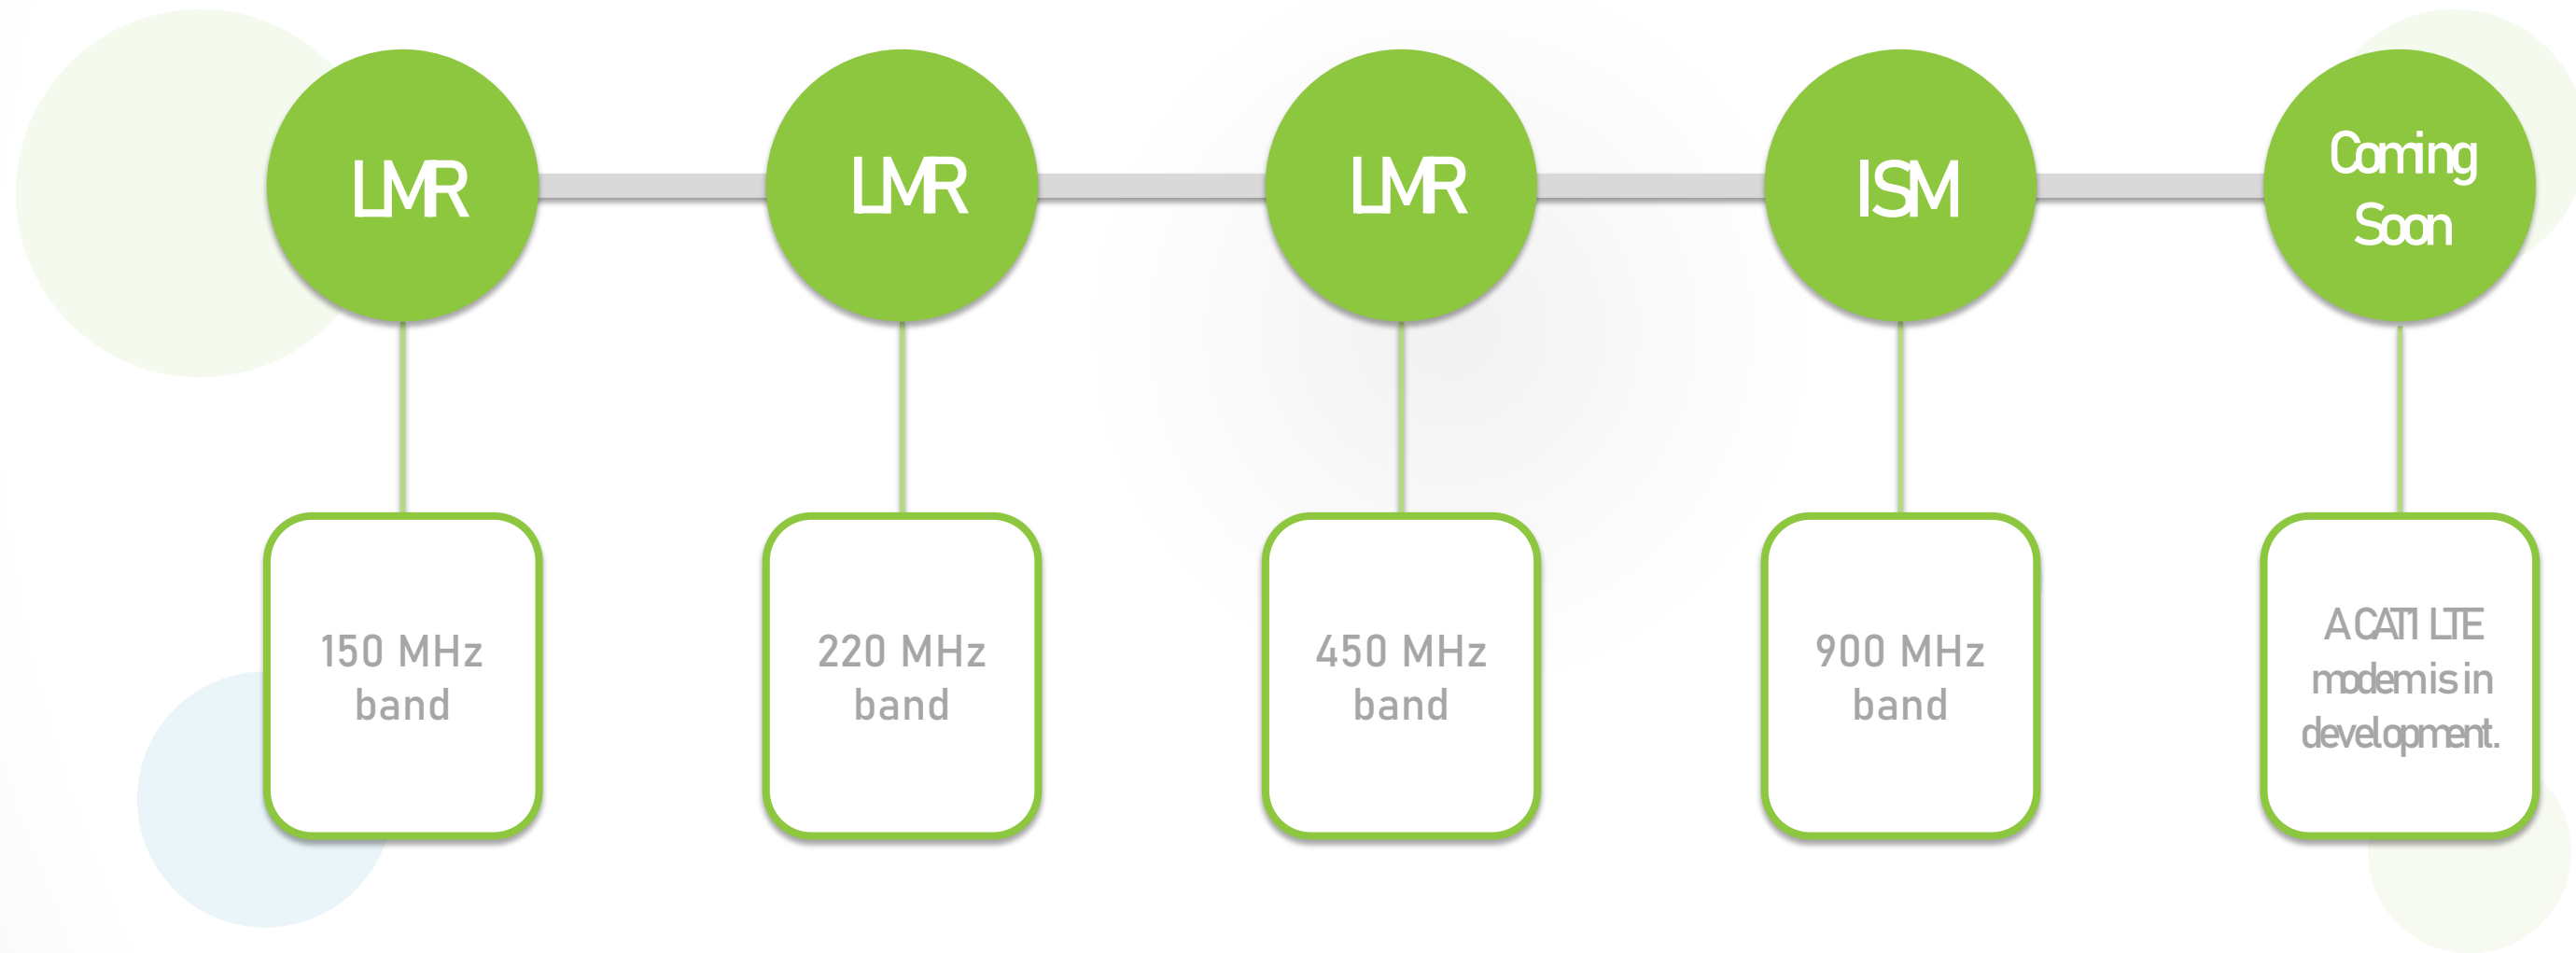 LMR
LMR
LMR
ISM
Coming
Soon
150 MHz
band
220 MHz
band
450 MHz
band
900 MHz
band
A CAT1 LTE
modem is in
development.